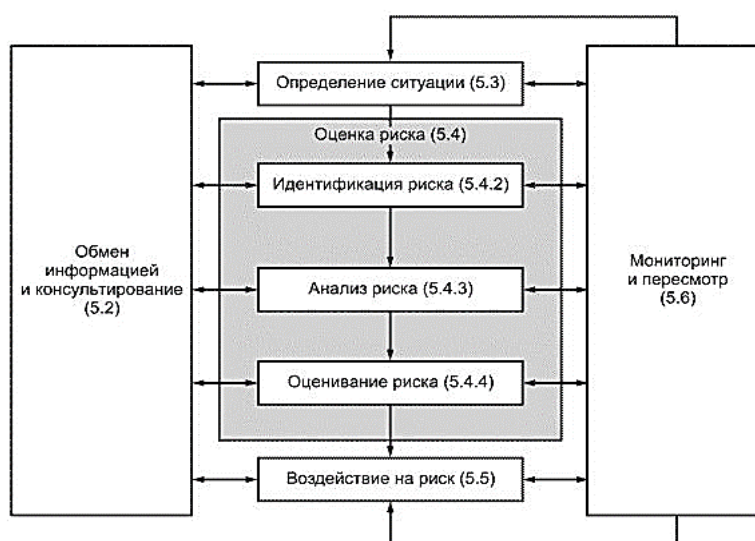 Определение ситуации (5.3)
Оценка риска (5.4)
Идентификация риска (5.4.2)
Обмен
информацией
и консультирование
(5.2)
Анализ риска (5.4.3)
Мониторинг
и пересмотр
(5.6)
Оценивание риска (5.4.4)
Воздействие на риск (5.5)